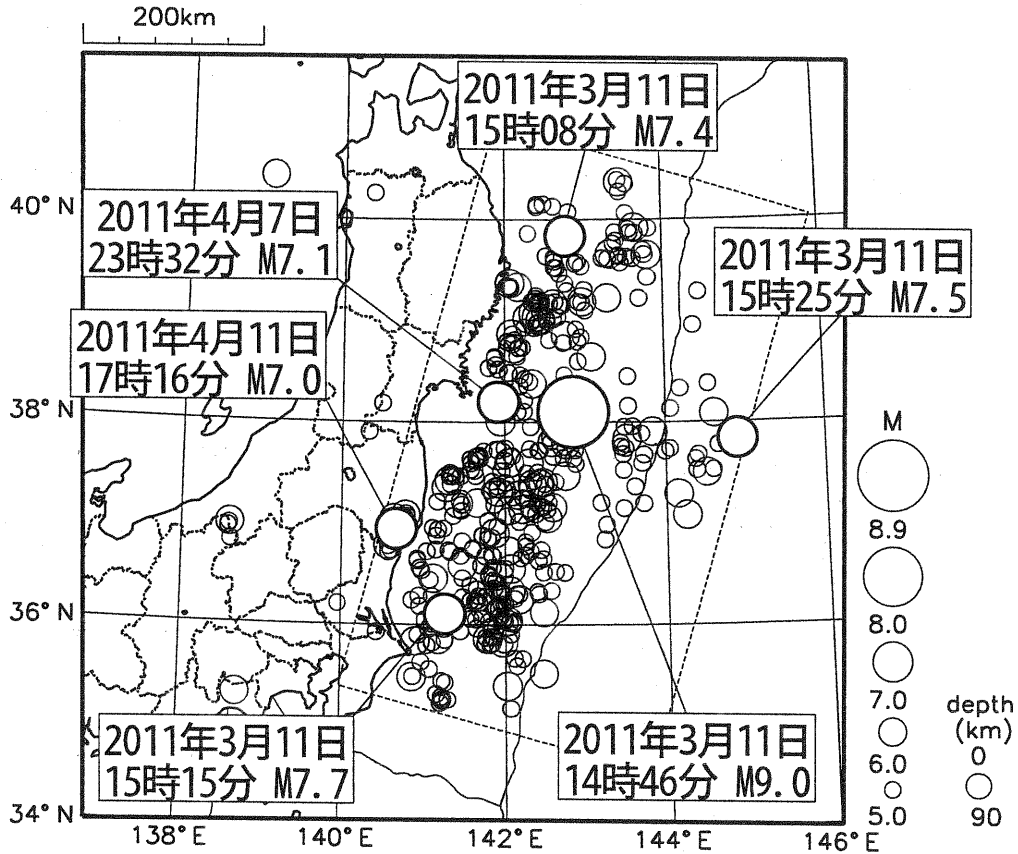 200km
2011年3月11日
15時08分 M7.4
40° N
2011年4月7日
23時32分 M7.1
2011年3月11日
15時25分 M7.5
2011年4月11日
17時16分 M7.0
38° N
M
8.9
8.0
7.0
6.0
5.0
depth
(km)
0
90
36° N
2011年3月11日
15時15分 M7.7
2011年3月11日
14時46分 M9.0
34° N
138° E
140° E
142° E
144° E
146° E